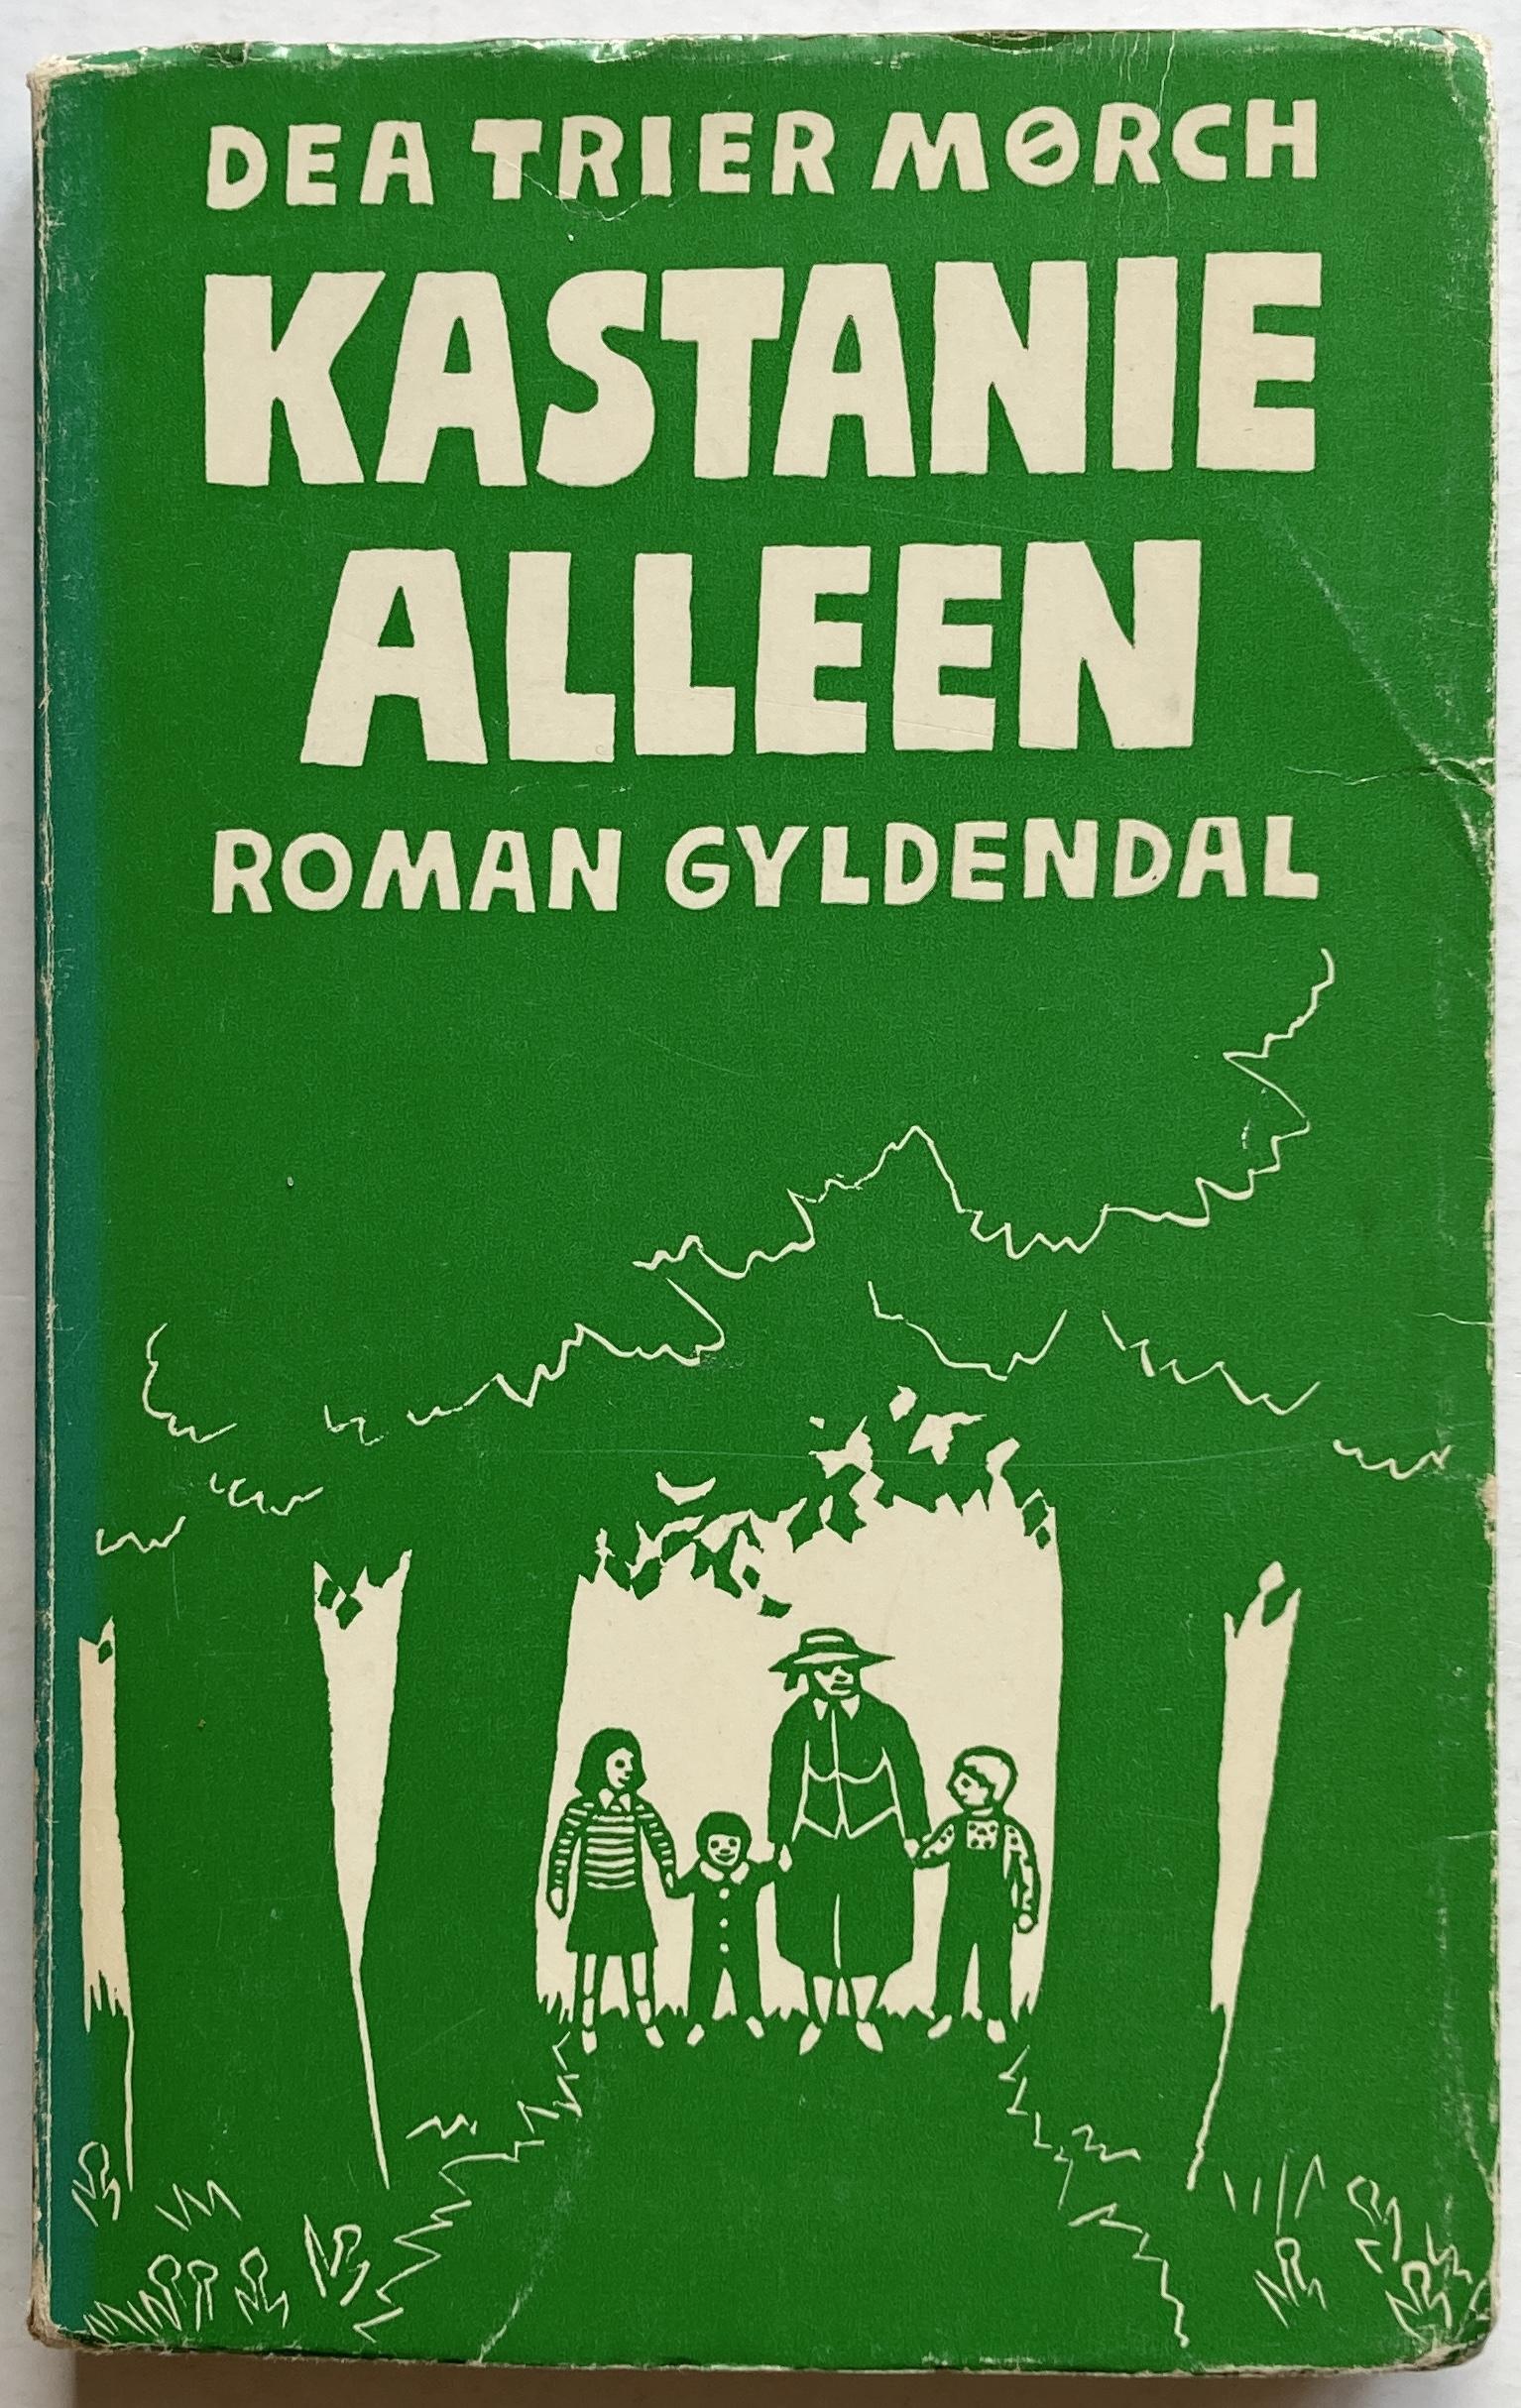 DEA TRIER MØRCH
KASTANIE
ALLEEN
ROMAN GYLDENDAL